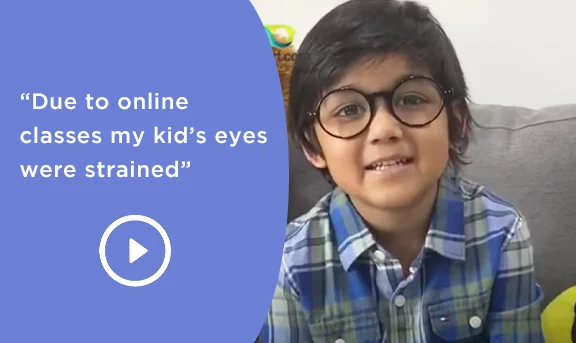 “Due to online
classes my kid’s eyes
were strained”